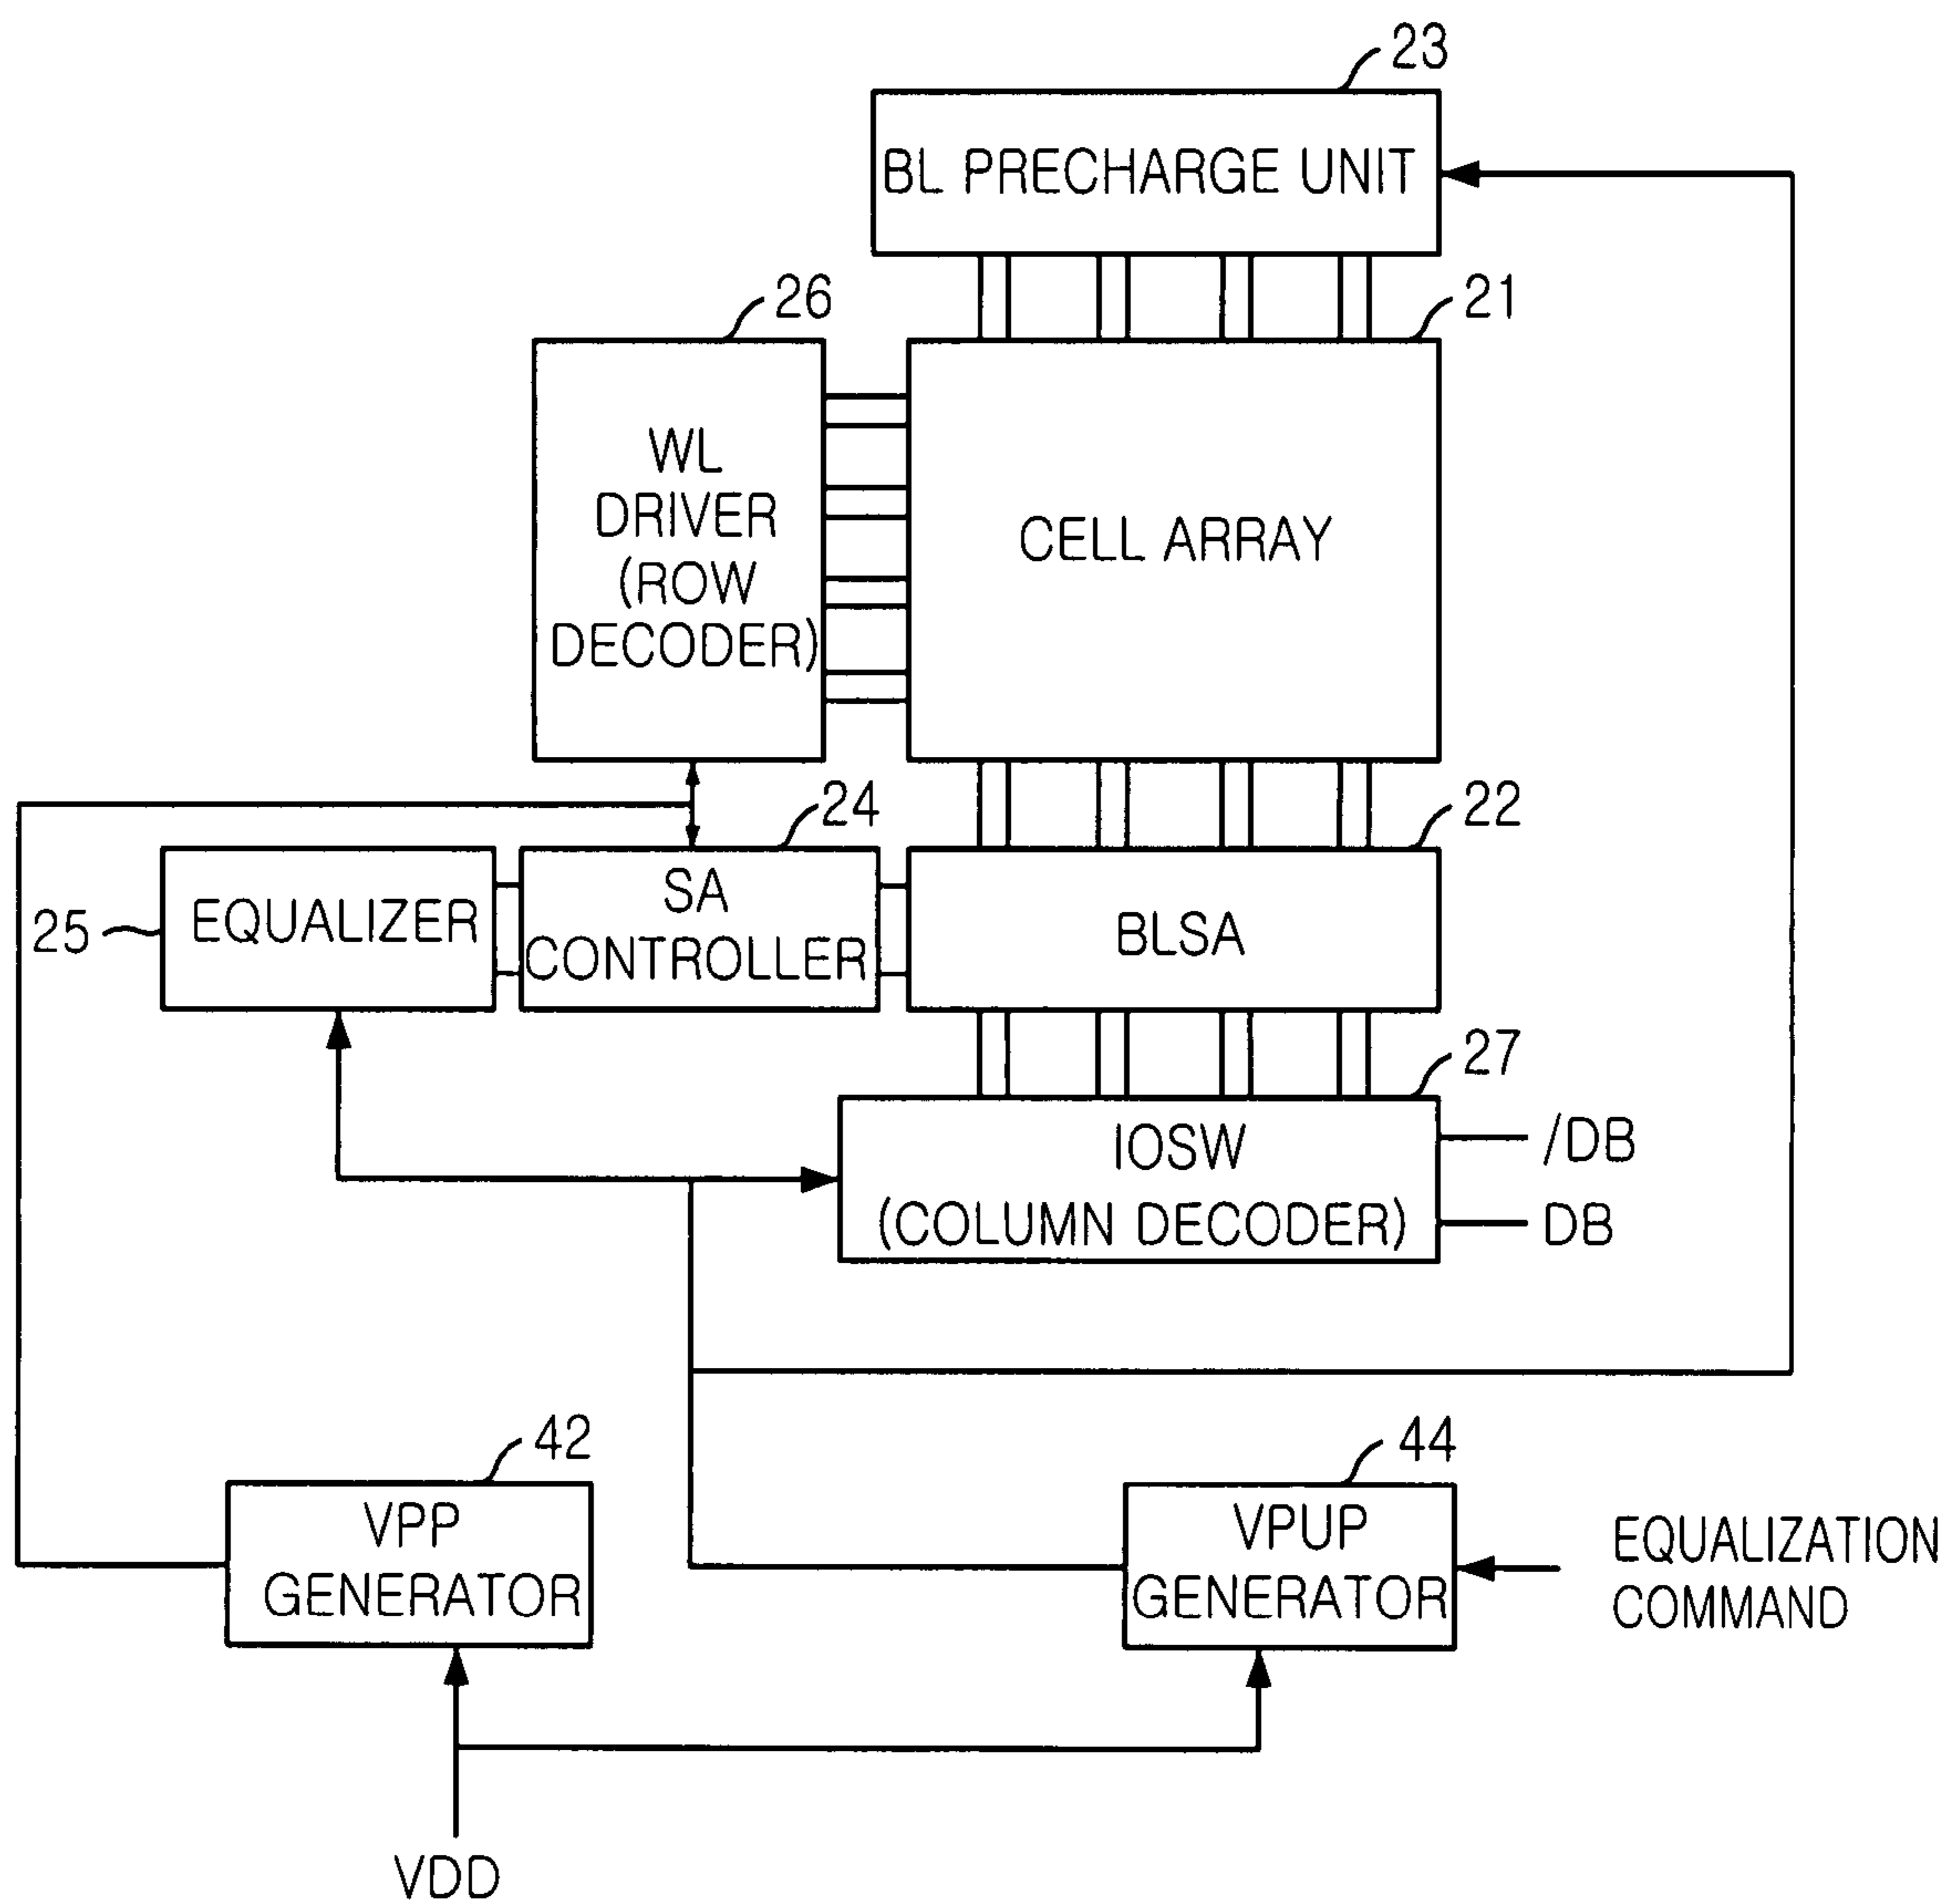 23
BL PRECHARGE UNIT
26
21
WL
DRIVER
(ROW
DECODER)
CELL ARRAY
24
22
25
EQUALIZER
SA
CONTROLLER
BLSA
27
IOSW
(COLUMN DECODER)
/DB
DB
42
44
VPP
GENERATOR
VPUP
GENERATOR
EQUALIZATION
COMMAND
VDD